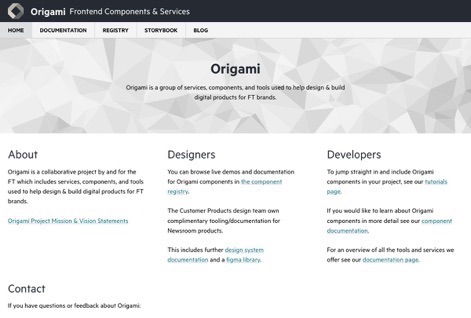 Origami Frontend Components & Services
HOME DOCUMENTATION REGISTRY STORYBOOK BLOG
Origami
Origami is a group of services, components, and tools used to help design & build
digital products for FT brands.
About
Origami is a collaborative project by and for the
FT which includes services, components, and tools
used to help design & build digital products for FT
brands.
Origami Project Mission & Vision Statements
Designers
You can browse live demos and documentation
for Origami components in the component
registry.
The Customer Products design team own
complimentary tooling/documentation for
Newsroom products.
This includes further design system
documentation and a figma library.
Developers
To jump straight in and include Origami
components in your project, see our tutorials
page.
If you would like to learn about Origami
components in more detail see our component
documentation.
For an overview of all the tools and services we
offer see our documentation page.
Contact
If you have questions or feedback about Origami: